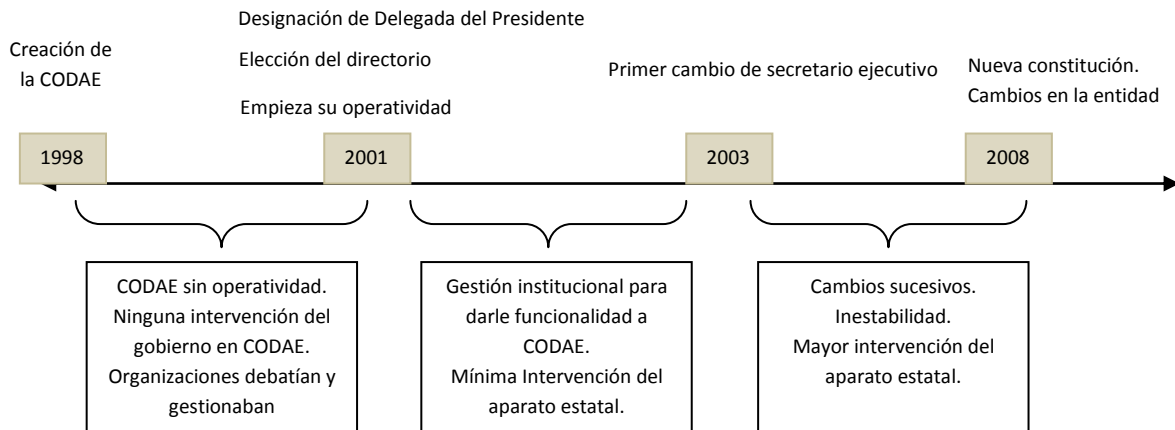 Creación de
la CODAE
Designación de Delegada del Presidente
Elección del directorio
Empieza su operatividad
Primer cambio de secretario ejecutivo
Nueva constitución.
Cambios en la entidad
1998
2001
2003
2008
CODAE sin operatividad.
Ninguna intervención del
gobierno en CODAE.
Organizaciones debatían y
gestionaban
Gestión institucional para
darle funcionalidad a
CODAE.
Mínima Intervención del
aparato estatal.
Cambios sucesivos.
Inestabilidad.
Mayor intervención del
aparato estatal.